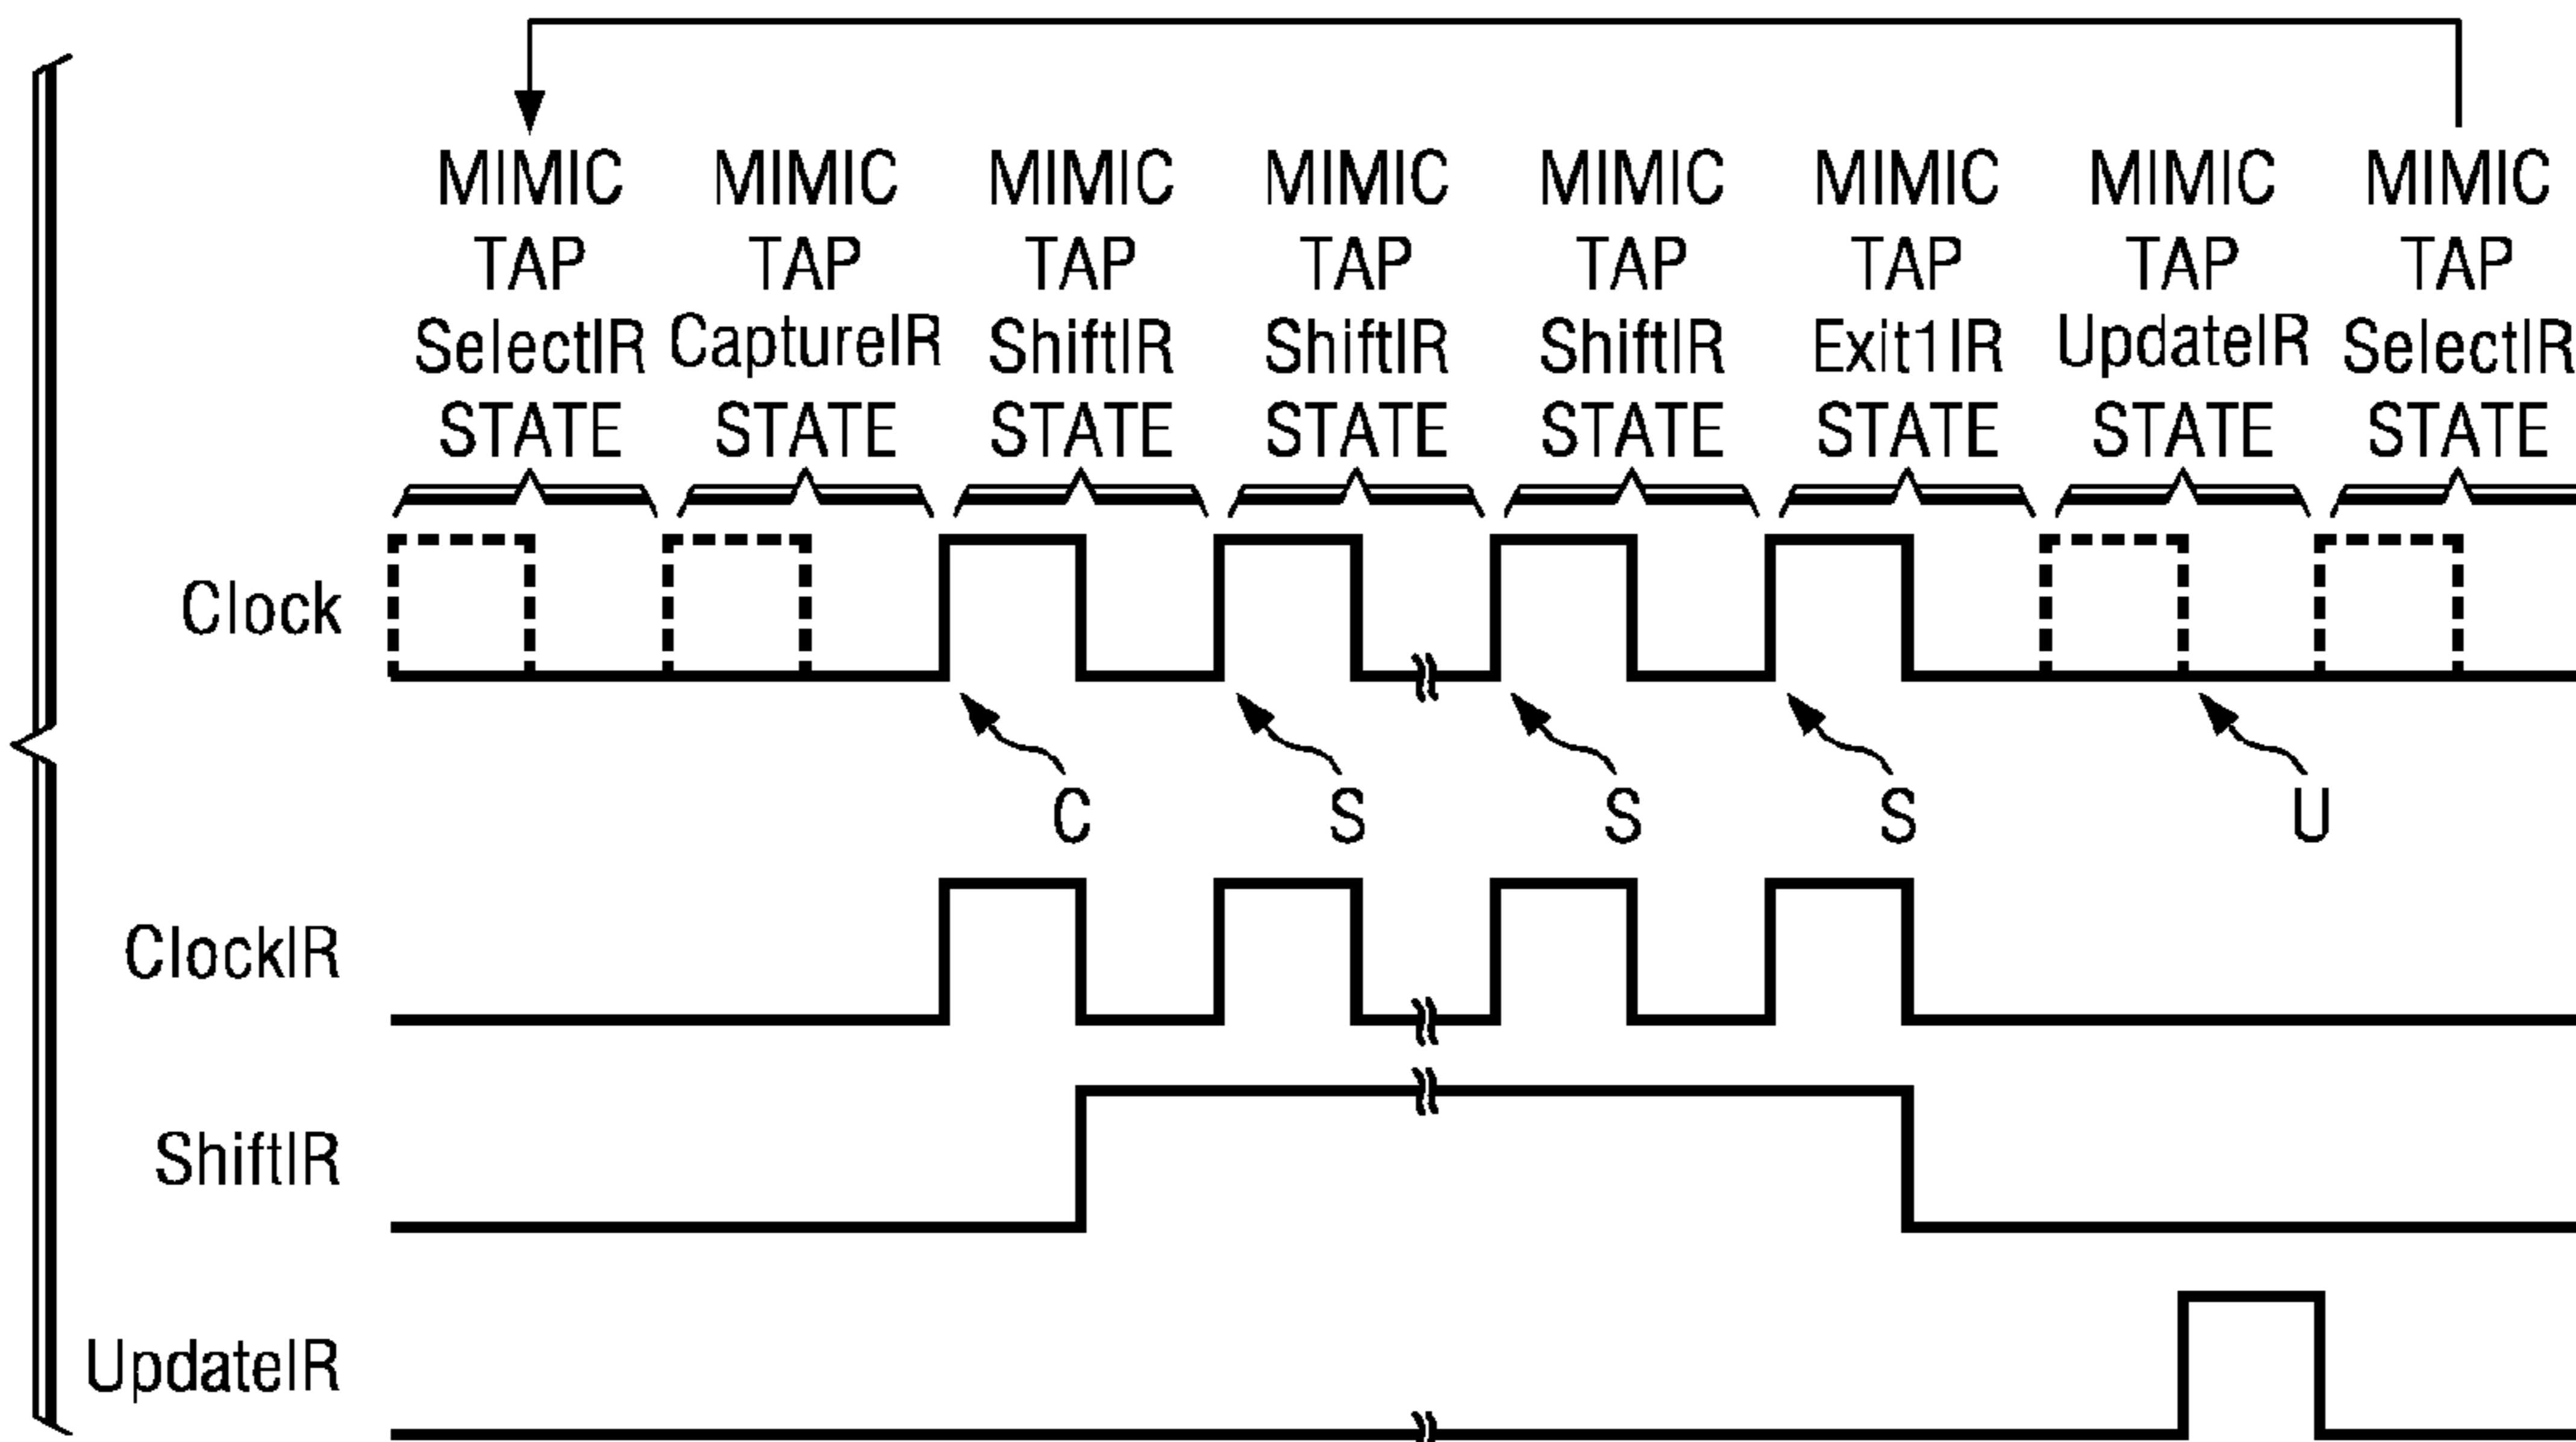 MIMIC MIMIC MIMIC MIMIC MIMIC MIMIC MIMIC MIMIC
TAP TAP TAP TAP TAP TAP TAP TAP
SelectIR CaptureIR ShiftIR ShiftIR ShiftIR Exit1IR UpdateIR SelectIR
STATE STATE STATE STATE STATE STATE STATE STATE
Clock
C S S S U
ClockIR
ShiftIR
UpdateIR